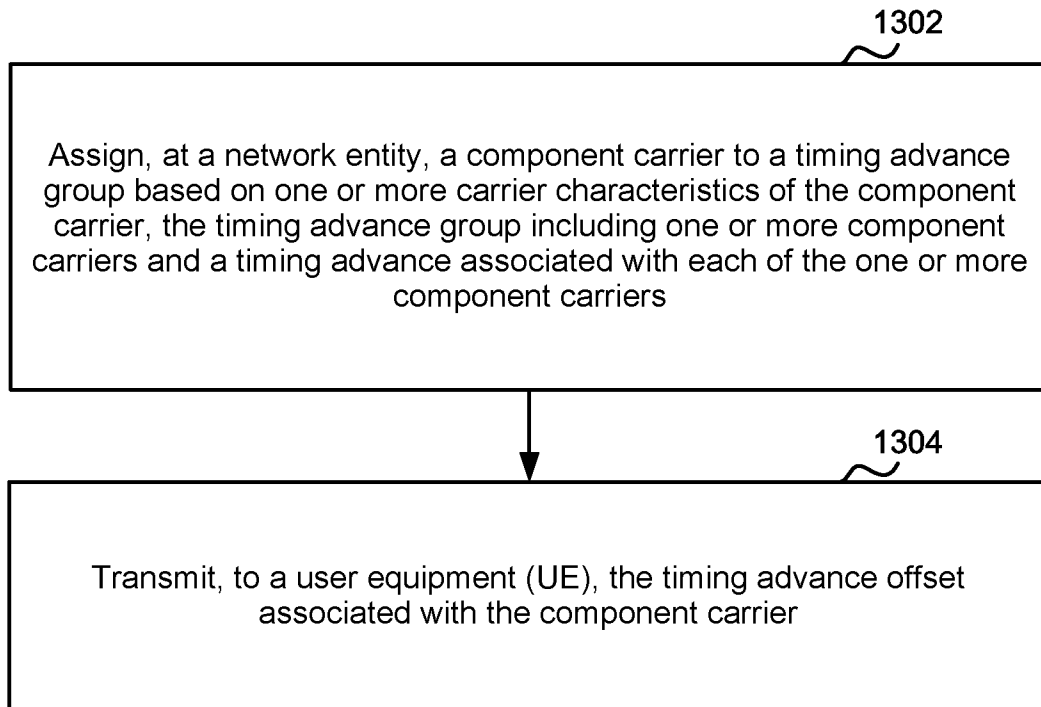 1302
Assign, at a network entity, a component carrier to a timing advance
group based on one or more carrier characteristics of the component
carrier, the timing advance group including one or more component
carriers and a timing advance associated with each of the one or more
component carriers
1304
Transmit, to a user equipment (UE), the timing advance offset
associated with the component carrier